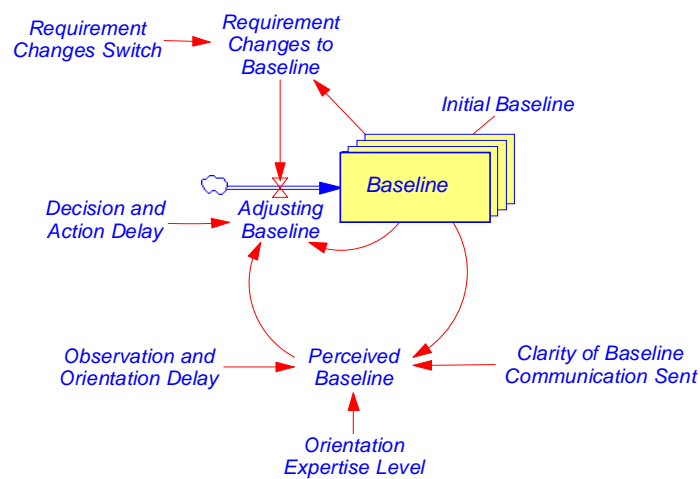 Requirement
Changes Switch
Requirement
Changes to
Baseline
Initial Baseline
Baseline
Decision and
Action Delay
Adjusting
Baseline
Observation and
Orientation Delay
Perceived
Baseline
Clarity of Baseline
Communication Sent
Orientation
Expertise Level